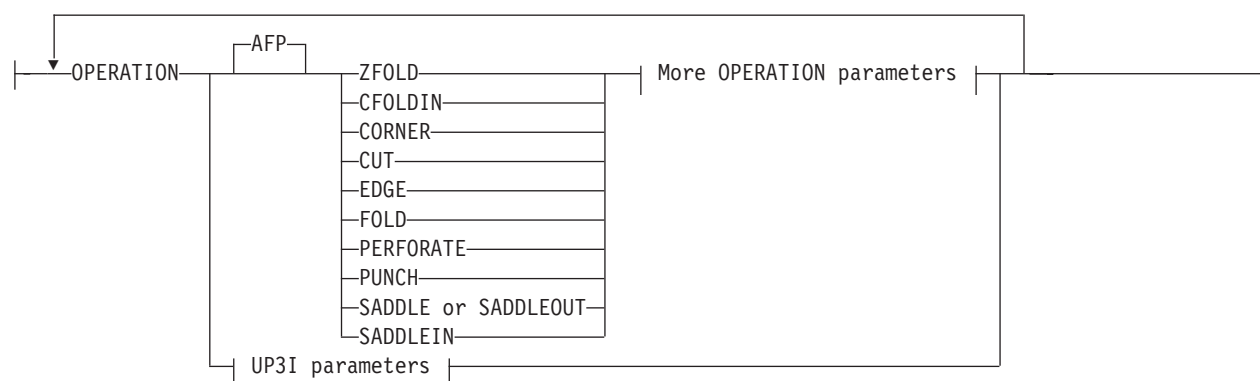 AFP
OPERATION
ZFOLD
More OPERATION parameters
CFOLDIN
CORNER
CUT
EDGE
FOLD
PERFORATE
PUNCH
SADDLE or SADDLEOUT
SADDLEIN
UP3I parameters